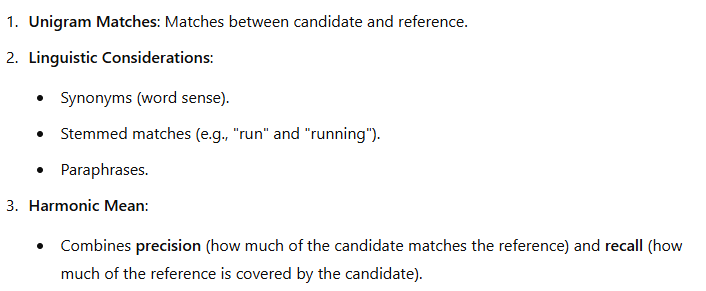 1. Unigram Matches: Matches between candidate and reference.
2. Linguistic Considerations:
• Synonyms (word sense).
• Stemmed matches (e.g., "run" and "running").
• Paraphrases.
3. Harmonic Mean:
• Combines precision (how much of the candidate matches the reference) and recall (how
much of the reference is covered by the candidate).